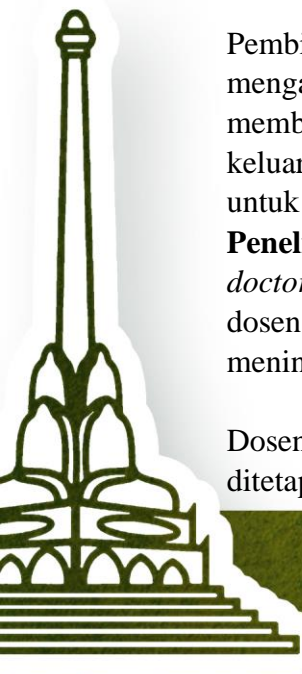 Pembi
menga
memb
keluar
untuk
Penel
doctor
dosen
menin
Dosen
ditetap